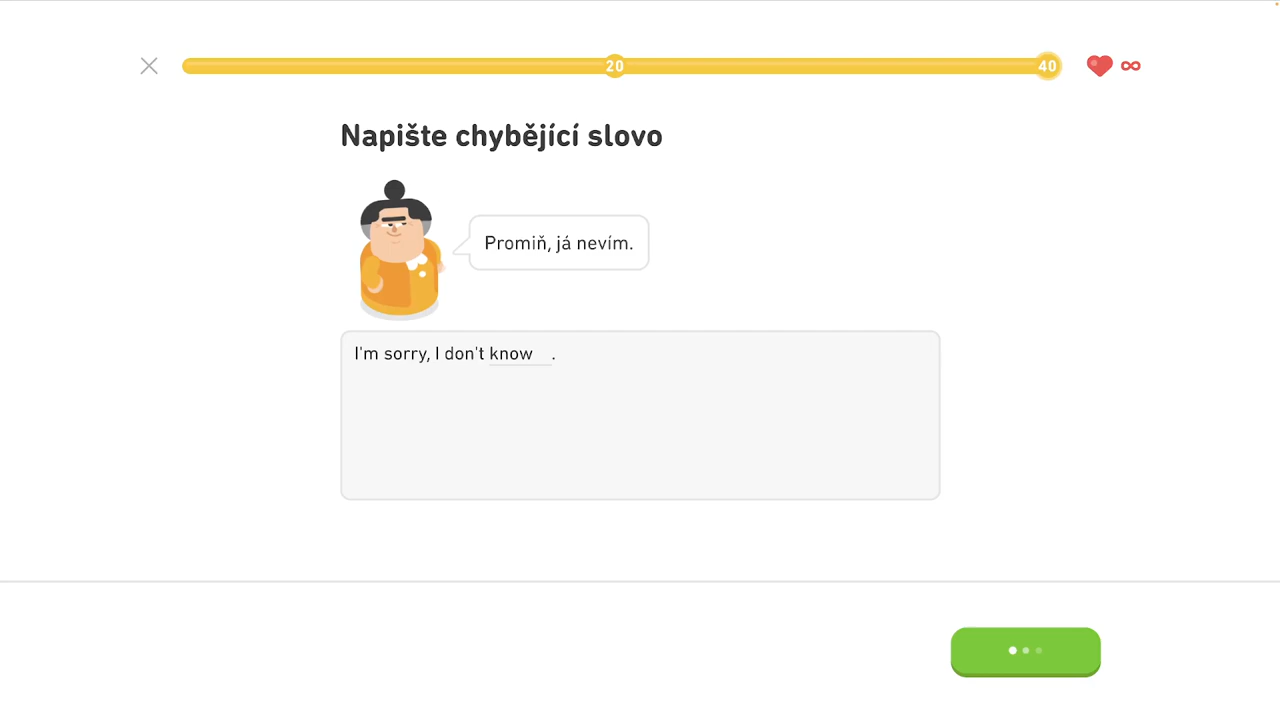 20
40
Napište chybějící slovo
Promiň, já nevím.
I'm sorry, I don't know .